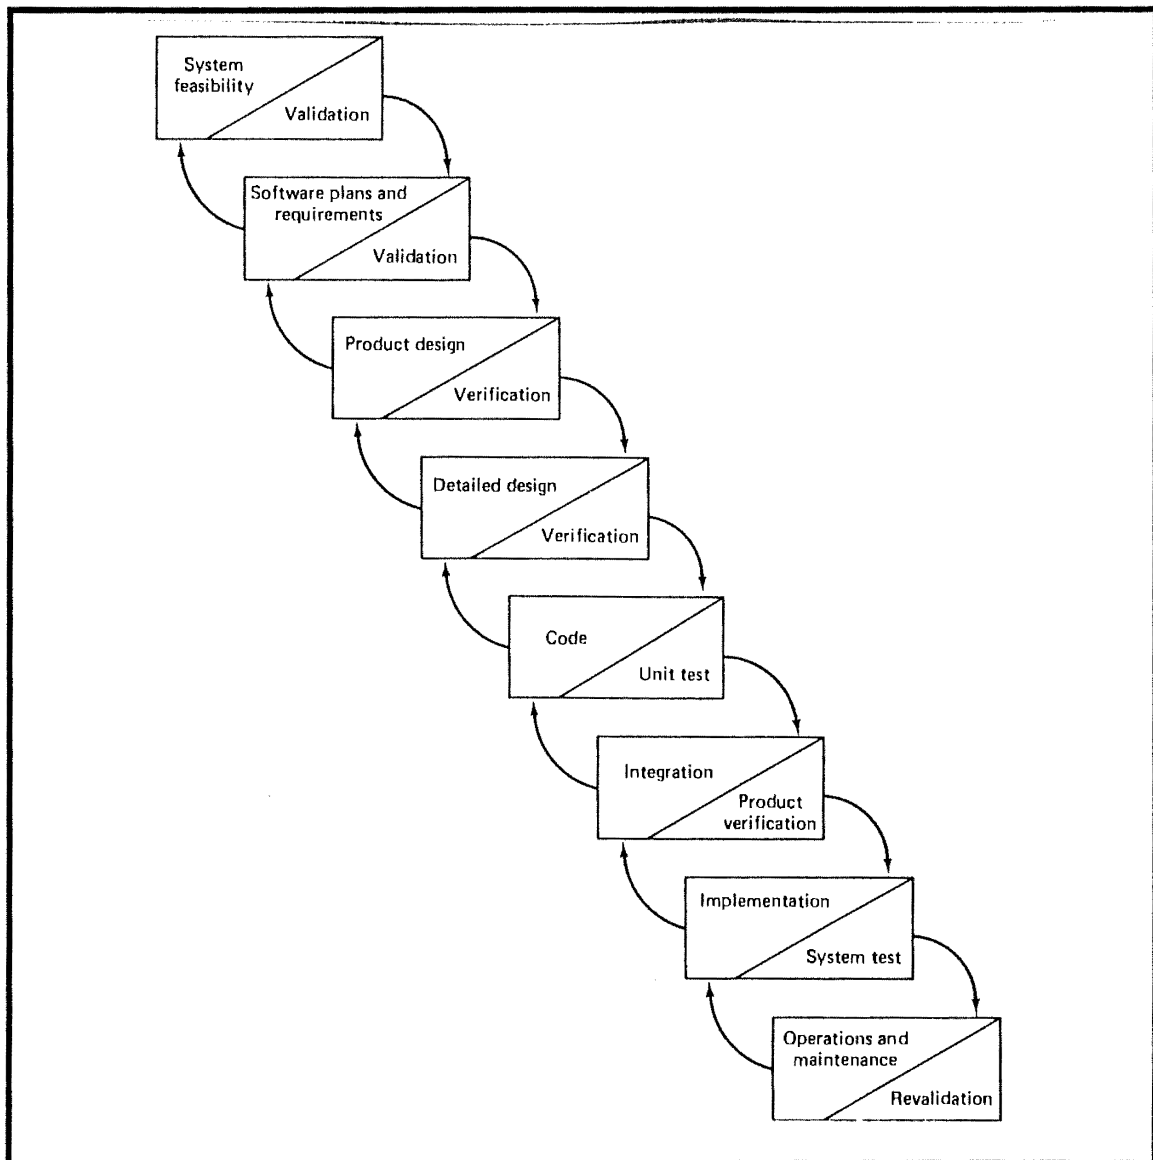 System
feasibility
Validation
Software plans and
requirements
Validation
Product design
Verification
Detailed design
Verification
Code
Unit test
Integration
Product
verification
Implementation
System test
Operations and
maintenance
Revalidation